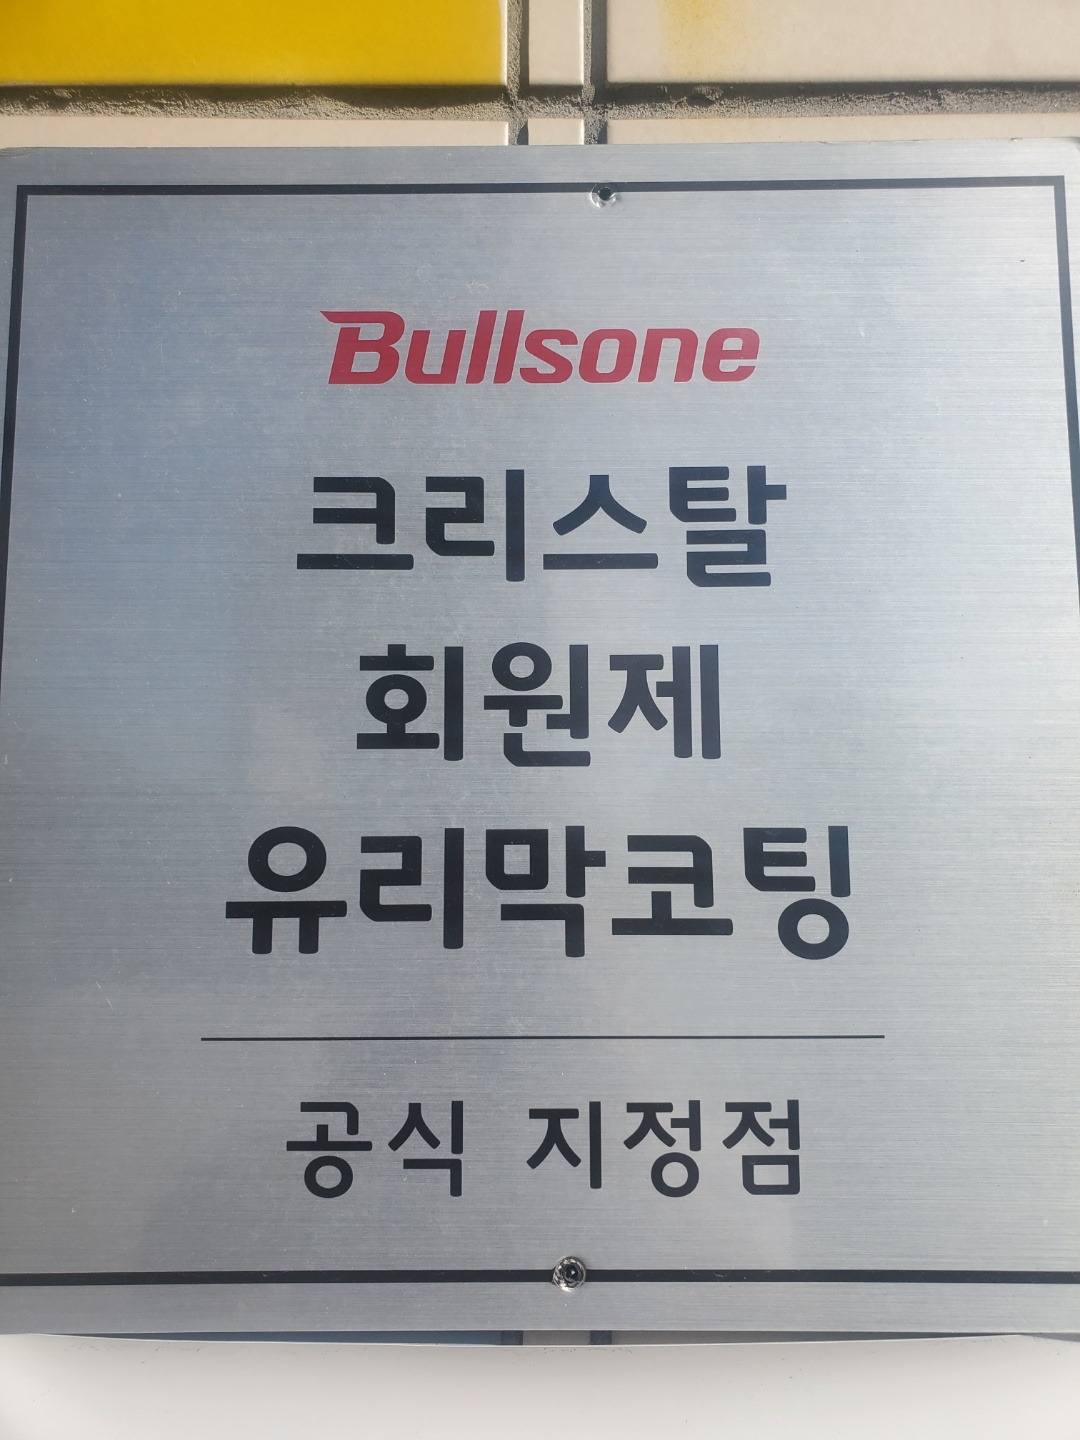 Bullsone
크리스탈
회원제
유리막코팅
공식 지정점